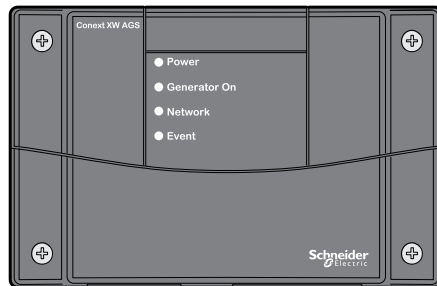 Conext XW AGS
Power
Generator On
Network
Event
Schneider
Electric